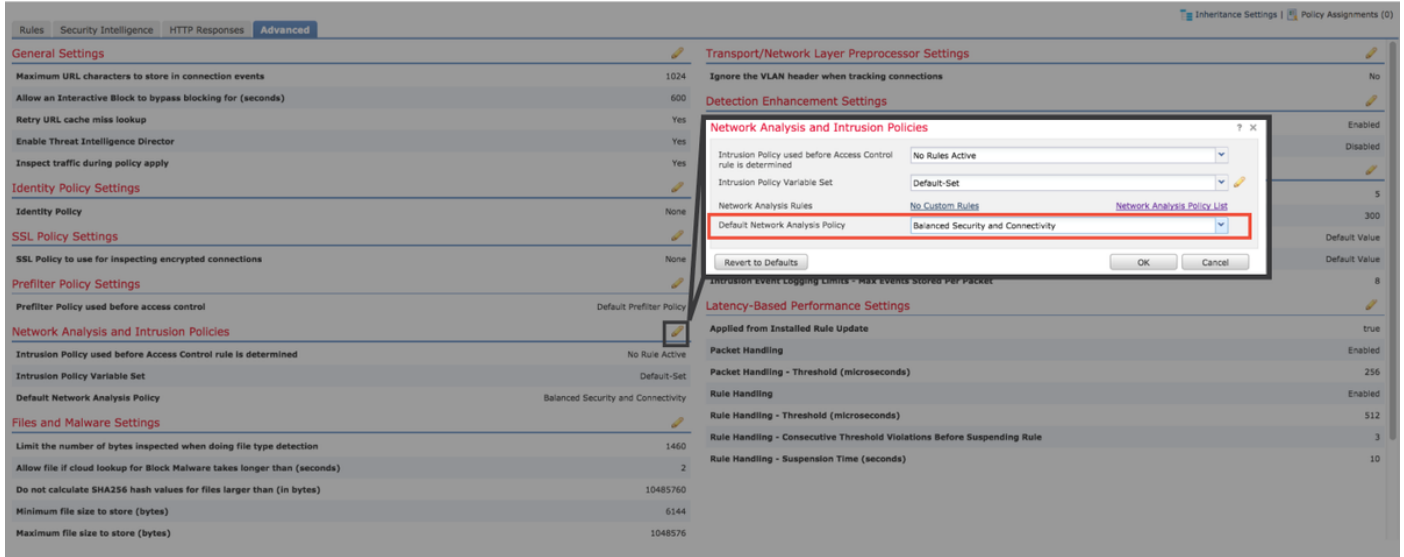 Inheritance Settings | Policy Assignments (0)
Rules Security Intelligence HTTP Responses Advanced
General Settings
Maximum URL characters to store in connection events 1024
Allow an Interactive Block to bypass blocking for (seconds) 600
Retry URL cache miss lookup Yes
Enable Threat Intelligence Director Yes
Inspect traffic during policy apply Yes
Identity Policy Settings
Identity Policy None
SSL Policy Settings
SSL Policy to use for inspecting encrypted connections None
Prefilter Policy Settings
Prefilter Policy used before access control Default Prefilter Policy
Network Analysis and Intrusion Policies
Intrusion Policy used before Access Control rule is determined No Rule Active
Intrusion Policy Variable Set Default-Set
Default Network Analysis Policy Balanced Security and Connectivity
Files and Malware Settings
Limit the number of bytes inspected when doing file type detection 1460
Allow file if cloud lookup for Block Malware takes longer than (seconds) 2
Do not calculate SHA256 hash values for files larger than (in bytes) 10485760
Minimum file size to store (bytes) 6144
Maximum file size to store (bytes) 1048576
Transport/Network Layer Preprocessor Settings
Ignore the VLAN header when tracking connections No
Detection Enhancement Settings
Enabled
Disabled
5
300
Default Value
Default Value
Network Analysis and Intrusion Policies ? ×
Intrusion Policy used before Access Control
rule is determined No Rules Active
Intrusion Policy Variable Set Default-Set
Network Analysis Rules No Custom Rules Network Analysis Policy List
Default Network Analysis Policy Balanced Security and Connectivity
Revert to Defaults OK Cancel
Intrusion Event Logging Limits - Max Events Stored Per Packet 8
Latency-Based Performance Settings
Applied from Installed Rule Update true
Packet Handling Enabled
Packet Handling - Threshold (microseconds) 256
Rule Handling Enabled
Rule Handling - Threshold (microseconds) 512
Rule Handling - Consecutive Threshold Violations Before Suspending Rule 3
Rule Handling - Suspension Time (seconds) 10